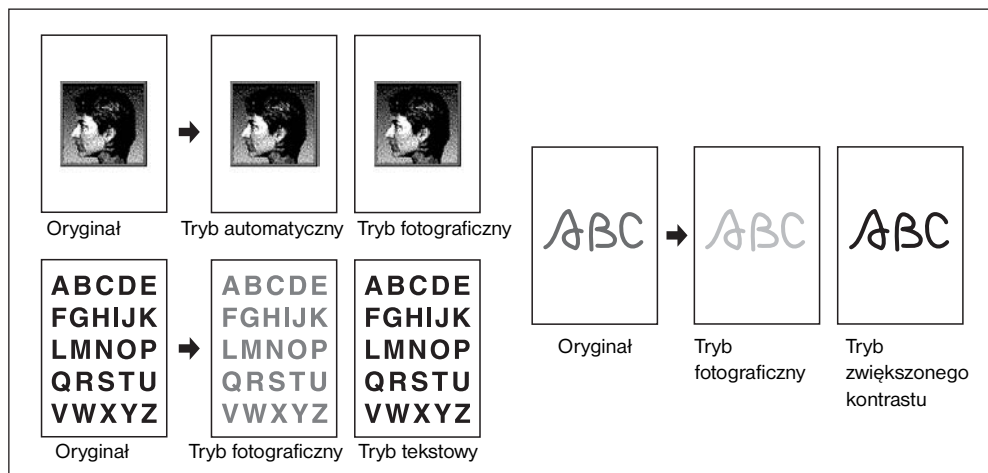 Oryginał
Tryb automatyczny
Tryb fotograficzny
ABCDE
FGHIJK
LMNOP
QRSTU
VWXYZ
Oryginał
ABCDE
FGHIJK
LMNOP
QRSTU
VWXYZ
Tryb fotograficzny
ABCDE
FGHIJK
LMNOP
QRSTU
VWXYZ
Tryb tekstowy
ABC
Oryginał
ABC
Tryb
fotograficzny
ABC
Tryb
zwiększonego
kontrastu